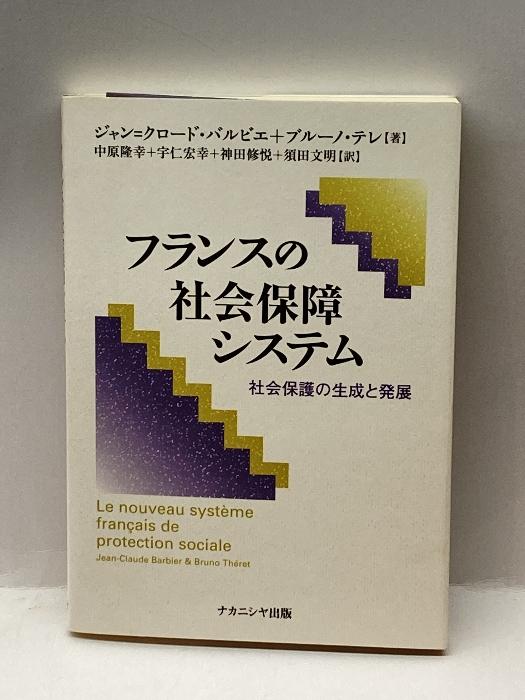 ジャン=クロード・バルビエ+ブルーノ・テレ【著】
中原隆幸+宇仁宏幸+神田修悦+須田文明【訳】
フランスの
社会保障
システム
社会保護の生成と発展
Le nouveau système
français de
protection sociale
Jean-Claude Barbier & Bruno Théret
ナカニシヤ出版